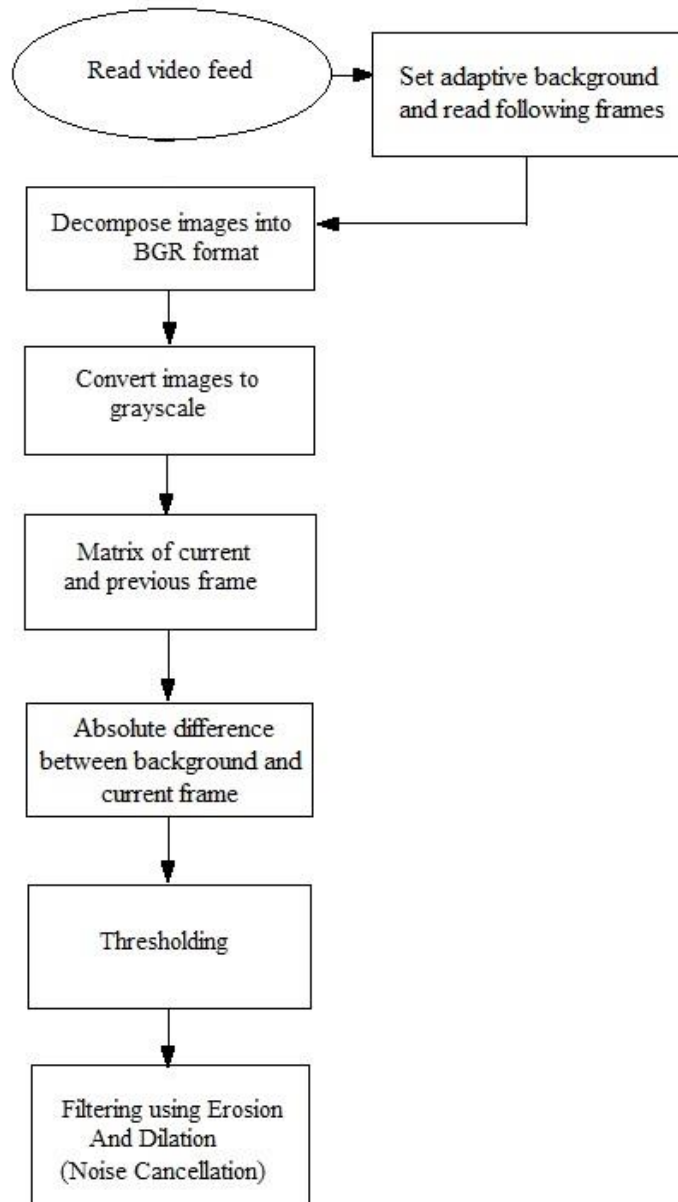 Read video feed
Set adaptive background
and read following frames
Decompose images into
BGR format
Convert images to
grayscale
Matrix of current
and previous frame
Absolute difference
between background and
current frame
Thresholding
Filtering using Erosion
And Dilation
(Noise Cancellation)